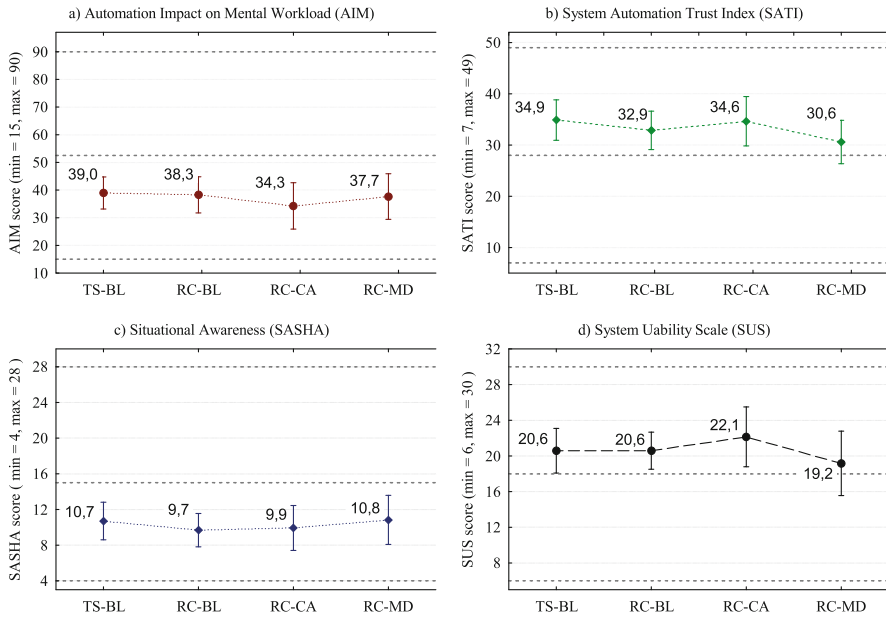 a) Automation Impact on Mental Workload (AIM)
AIM score (min = 15, max = 90)
100
90
80
70
60
50
40
30
20
10
39,0
38,3
34,3
37,7
TS-BL
RC-BL
RC-CA
RC-MD
b) System Automation Trust Index (SATI)
SATI score (min = 7, max = 49)
50
40
30
20
10
34,9
32,9
34,6
30,6
TS-BL
RC-BL
RC-CA
RC-MD
c) Situational Awareness (SASHA)
SASHA score ( min = 4, max = 28 )
28
24
20
16
12
8
4
10,7
9,7
9,9
10,8
TS-BL
RC-BL
RC-CA
RC-MD
d) System Uability Scale (SUS)
SUS score (min = 6, max = 30 )
32
28
24
20
16
12
8
20,6
20,6
22,1
19,2
TS-BL
RC-BL
RC-CA
RC-MD